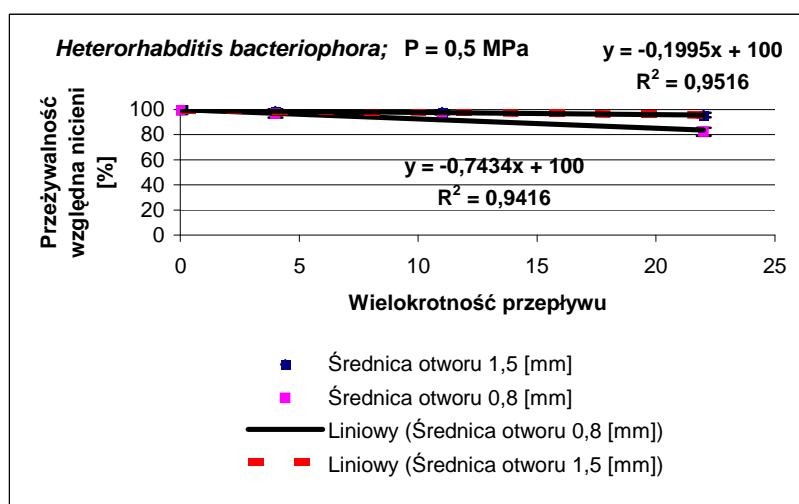 Heterorhabditis bacteriophora; P = 0,5 MPa
y = -0,1995x + 100
R² = 0,9516
Przeżywalność
względna nicieni
[%]
100
80
60
40
20
0
y = -0,7434x + 100
R² = 0,9416
0 5 10 15 20 25
Wielokrotność przepływu
Średnica otworu 1,5 [mm]
Średnica otworu 0,8 [mm]
Liniowy (Średnica otworu 0,8 [mm])
Liniowy (Średnica otworu 1,5 [mm])